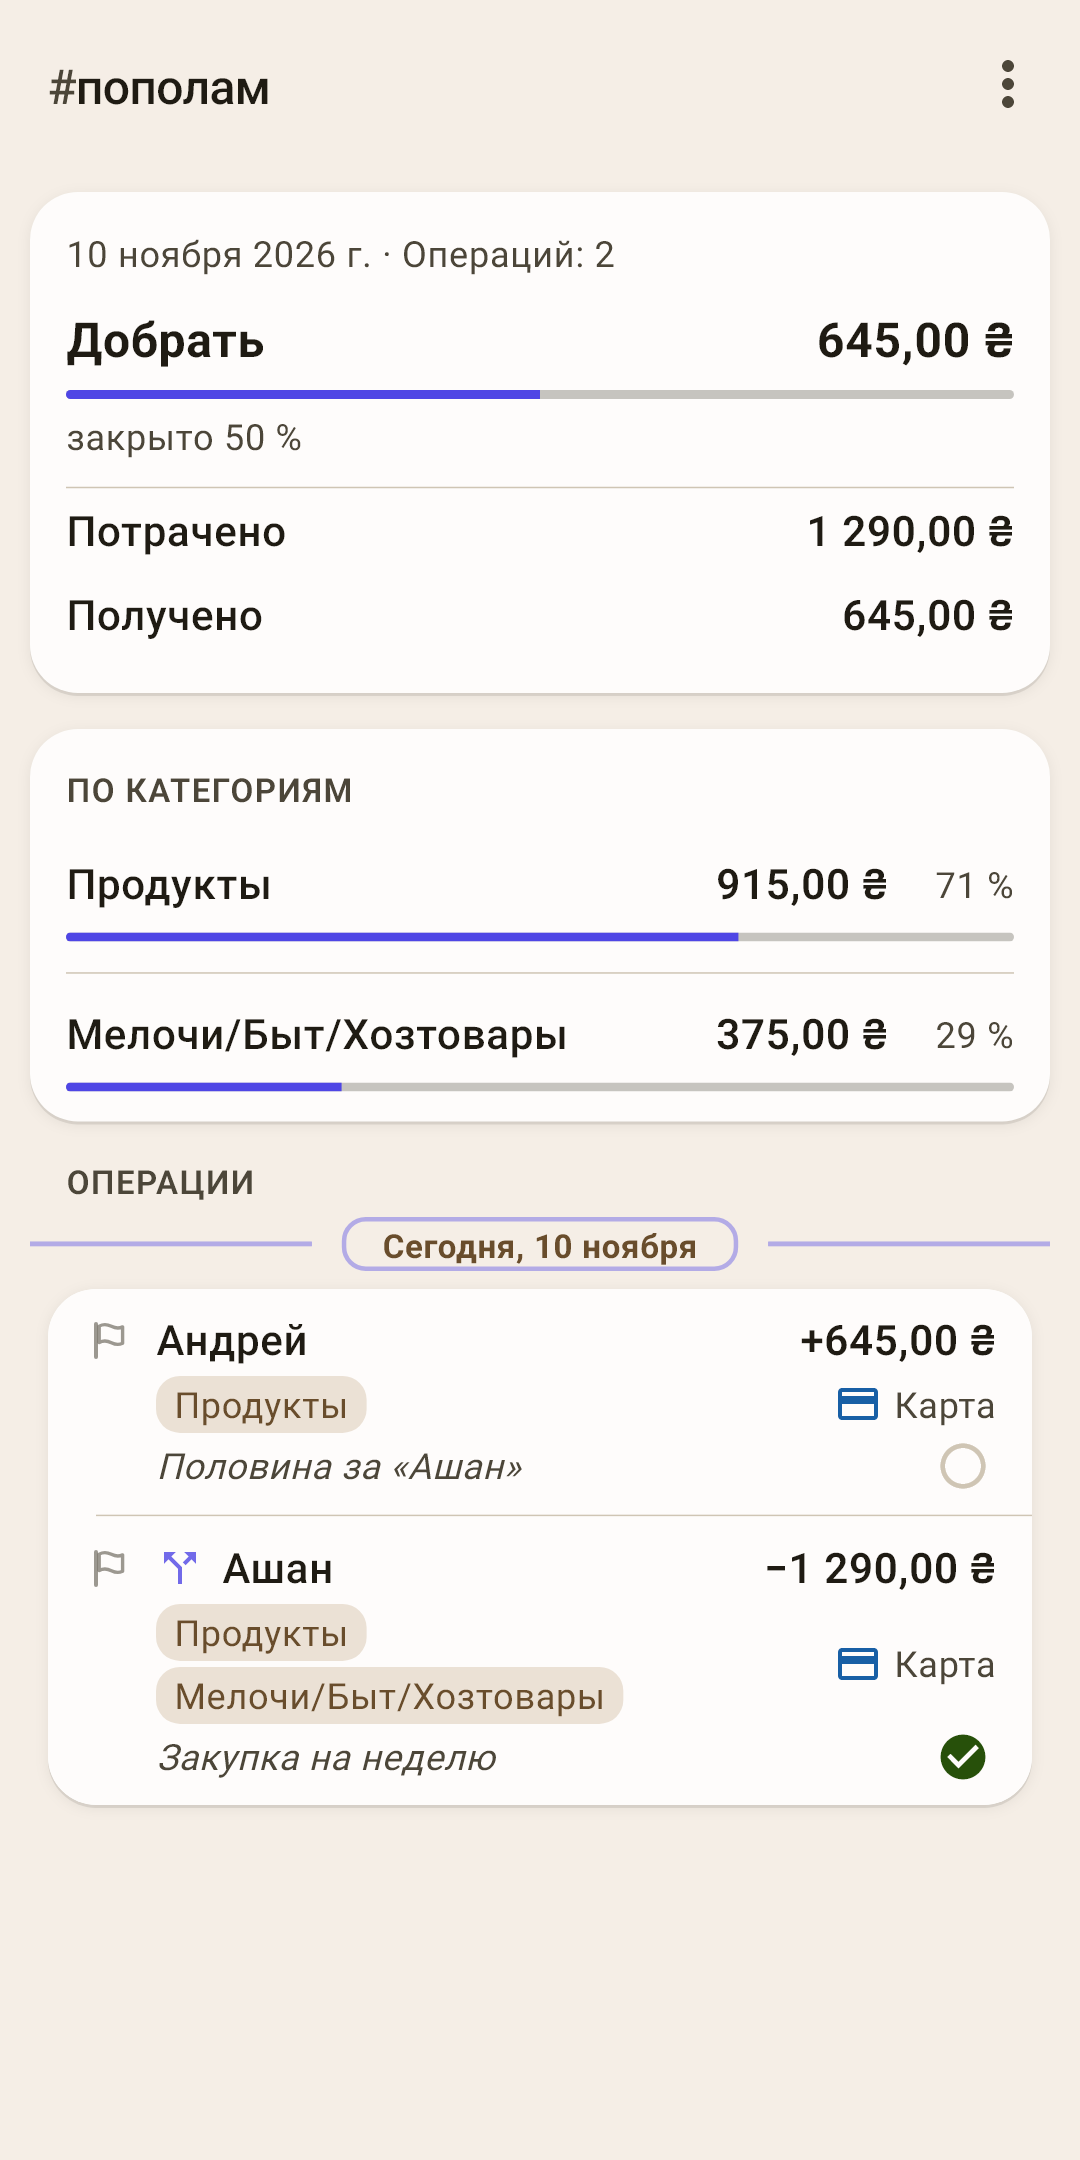 #пополам
10 ноября 2026 г. · Операций: 2
Добрать 645,00 ₴
закрыто 50 %
Потрачено 1 290,00 ₴
Получено 645,00 ₴
ПО КАТЕГОРИЯМ
Продукты 915,00 ₴ 71 %
Мелочи/Быт/Хозтовары 375,00 ₴ 29 %
ОПЕРАЦИИ
Сегодня, 10 ноября
Андрей +645,00 ₴
Продукты Карта
Половина за «Ашан»
Ашан −1 290,00 ₴
Продукты
Карта
Мелочи/Быт/Хозтовары
Закупка на неделю